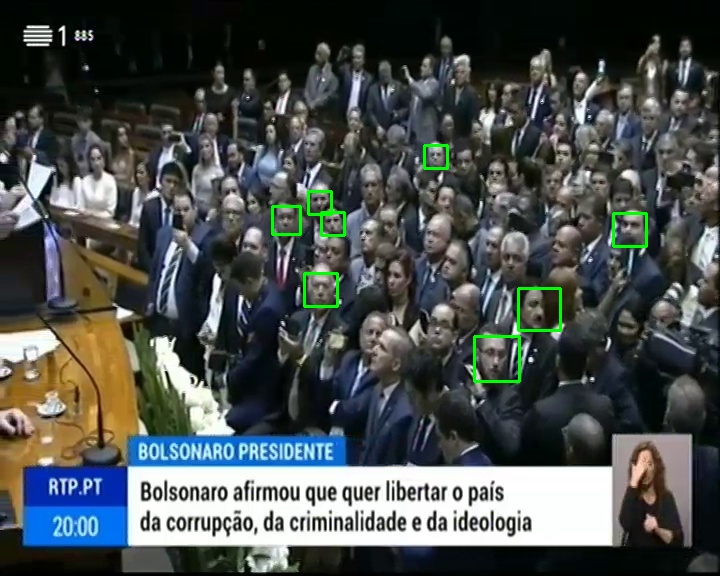 1 885
BOLSONARO PRESIDENTE
RTP.PT
20:00
Bolsonaro afirmou que quer libertar o país
da corrupção, da criminalidade e da ideologia